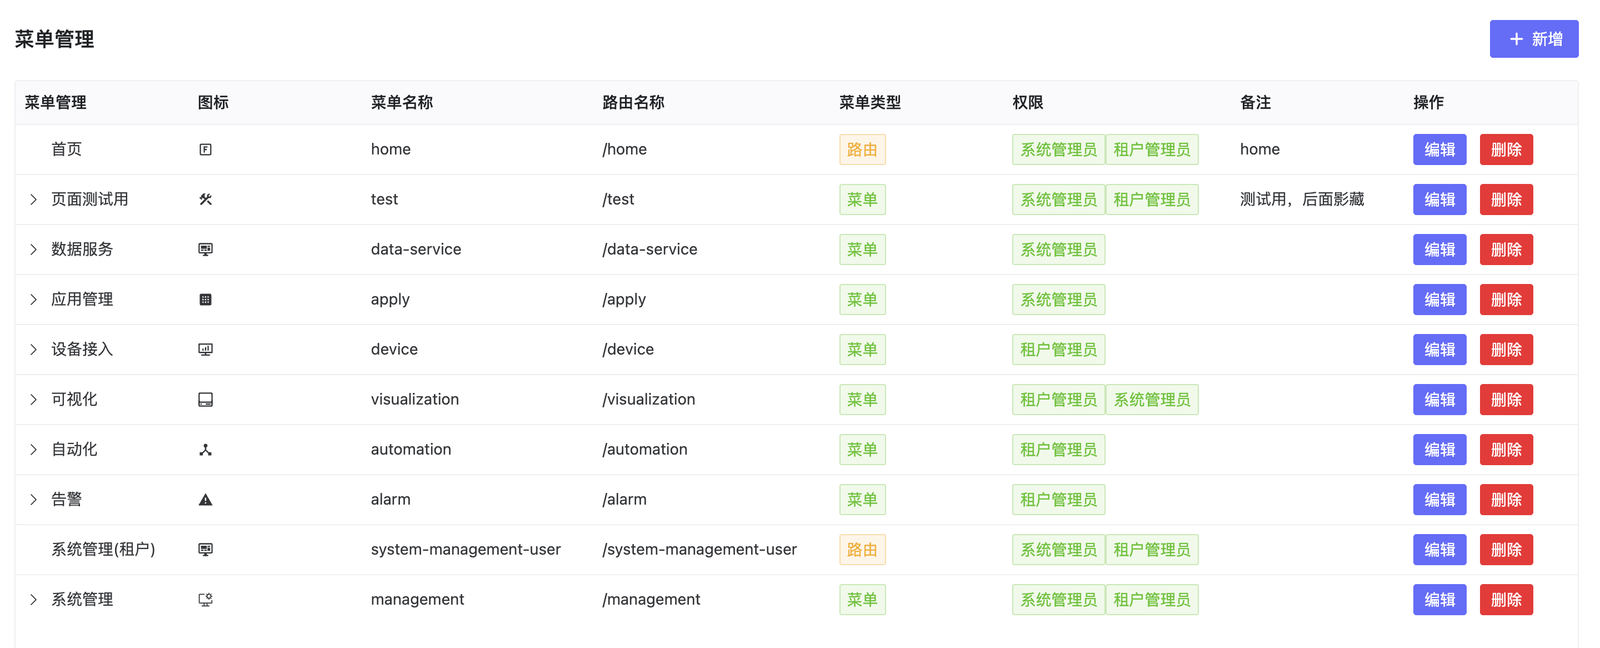 菜单管理
+ 新增
菜单管理 图标 菜单名称 路由名称 菜单类型 权限 备注 操作
首页 home /home 路由 系统管理员 租户管理员 home 编辑 删除
页面测试用 test /test 菜单 系统管理员 租户管理员 测试用，后面影藏 编辑 删除
数据服务 data-service /data-service 菜单 系统管理员 编辑 删除
应用管理 apply /apply 菜单 系统管理员 编辑 删除
设备接入 device /device 菜单 租户管理员 编辑 删除
可视化 visualization /visualization 菜单 租户管理员 系统管理员 编辑 删除
自动化 automation /automation 菜单 租户管理员 编辑 删除
告警 alarm /alarm 菜单 租户管理员 编辑 删除
系统管理(租户) system-management-user /system-management-user 路由 系统管理员 租户管理员 编辑 删除
系统管理 management /management 菜单 系统管理员 租户管理员 编辑 删除